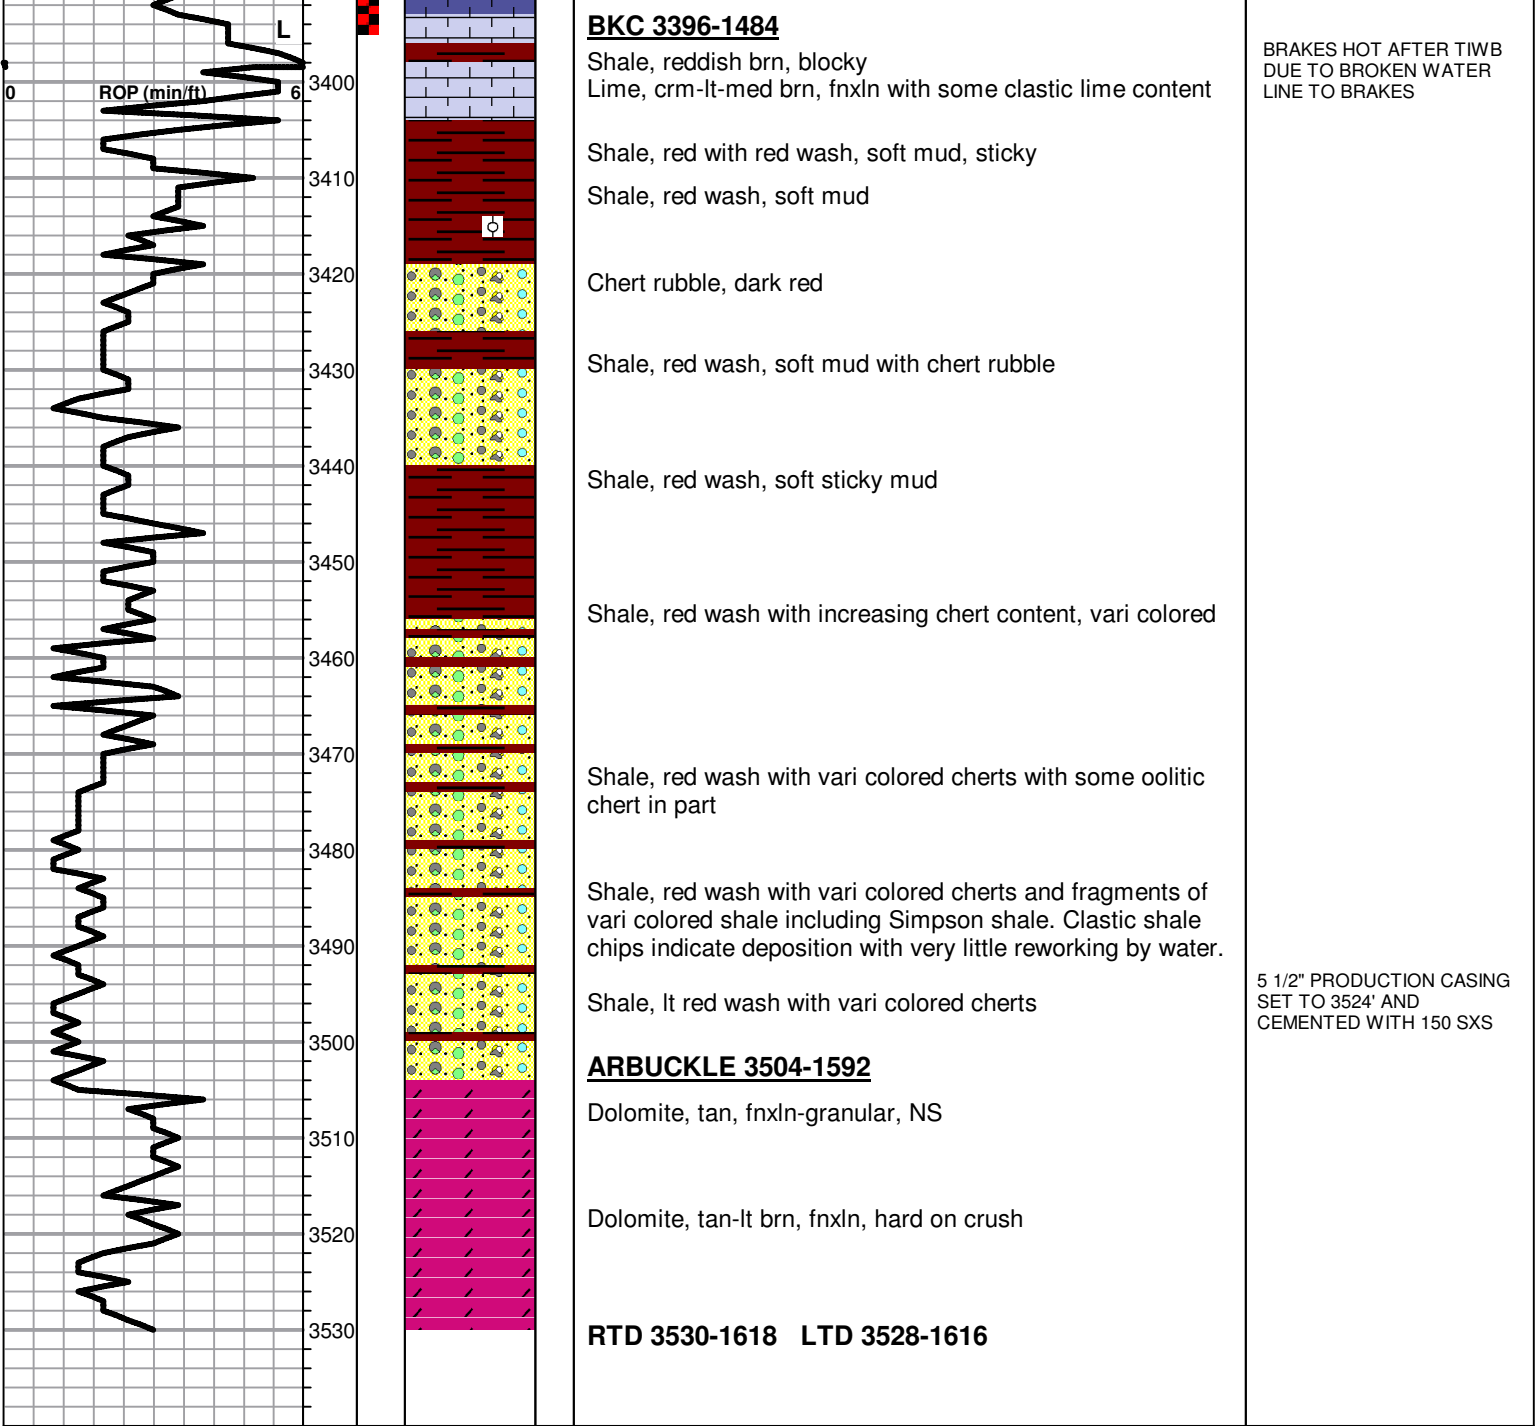 L
BKC 3396-1484
Shale, reddish brn, blocky
Lime, crm-lt-med brn, fnxln with some clastic lime content
BRAKES HOT AFTER TIWB
DUE TO BROKEN WATER
LINE TO BRAKES
0 ROP (min/ft) 6
3400
Shale, red with red wash, soft mud, sticky
3410
Shale, red wash, soft mud
3420
Chert rubble, dark red
3430
Shale, red wash, soft mud with chert rubble
3440
Shale, red wash, soft sticky mud
3450
Shale, red wash with increasing chert content, vari colored
3460
3470
Shale, red wash with vari colored cherts with some oolitic
chert in part
3480
Shale, red wash with vari colored cherts and fragments of
vari colored shale including Simpson shale. Clastic shale
chips indicate deposition with very little reworking by water.
3490
5 1/2" PRODUCTION CASING
SET TO 3524' AND
CEMENTED WITH 150 SXS
Shale, lt red wash with vari colored cherts
3500
ARBUCKLE 3504-1592
Dolomite, tan, fnxln-granular, NS
3510
Dolomite, tan-lt brn, fnxln, hard on crush
3520
3530
RTD 3530-1618 LTD 3528-1616